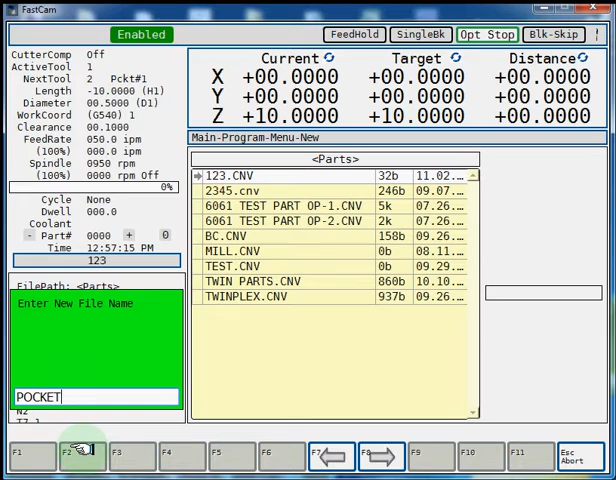 FastCam
Enabled
FeedHold
SingleBk
Opt Stop
Blk-Skip
CutterComp Off
ActiveTool 1
NextTool 2 Pckt#1
Length -10.0000 (H1)
Diameter 00.5000 (D1)
WorkCoord (G540) 1
Clearance 00.1000
FeedRate 050.0 ipm
(100%) 000.0 ipm
Spindle 0950 rpm
(100%) 0000 rpm Off
0%
Cycle None
Dwell 000.0
Coolant
- Part# 0000 + 0
Time 12:57:15 PM
123
FilePath: <Parts>
Enter New File Name
POCKET
N2
Current Target Distance
X +00.0000 +00.0000 +00.0000
Y +00.0000 +00.0000 +00.0000
Z +10.0000 +10.0000 +00.0000
Main-Program-Menu-New
<Parts>
123.CNV 32b 11.02....
2345.cnv 246b 09.07....
6061 TEST PART OP-1.CNV 5k 07.26....
6061 TEST PART OP-2.CNV 2k 07.26....
BC.CNV 158b 09.26....
MILL.CNV 0b 08.11....
TEST.CNV 0b 09.29....
TWIN PARTS.CNV 860b 10.10....
TWINPLEX.CNV 937b 09.26....
F1
F2
F3
F4
F5
F6
F7
F8
F9
F10
F11
Esc
Abort